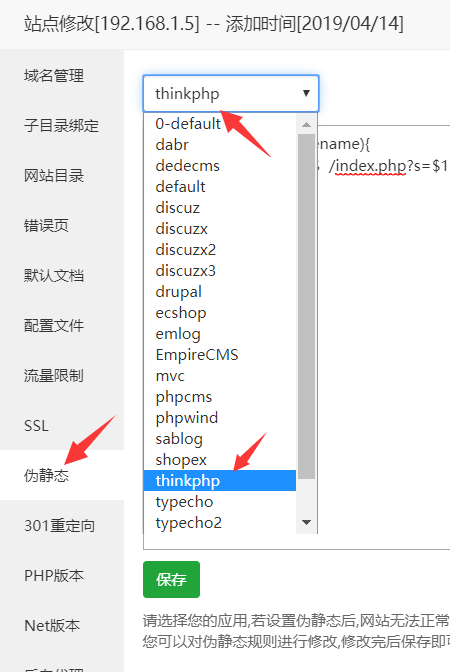 站点修改[192.168.1.5] -- 添加时间[2019/04/14]
域名管理
子目录绑定
网站目录
错误页
默认文档
配置文件
流量限制
SSL
伪静态
301重定向
PHP版本
Net版本
thinkphp
ename){
/index.php?s=$1
0-default
dabr
dedecms
default
discuz
discuzx
discuzx2
discuzx3
drupal
ecshop
emlog
EmpireCMS
mvc
phpcms
phpwind
sablog
shopex
thinkphp
typecho
typecho2
保存
请选择您的应用,若设置伪静态后,网站无法正常
您可以对伪静态规则进行修改,修改完后保存即可